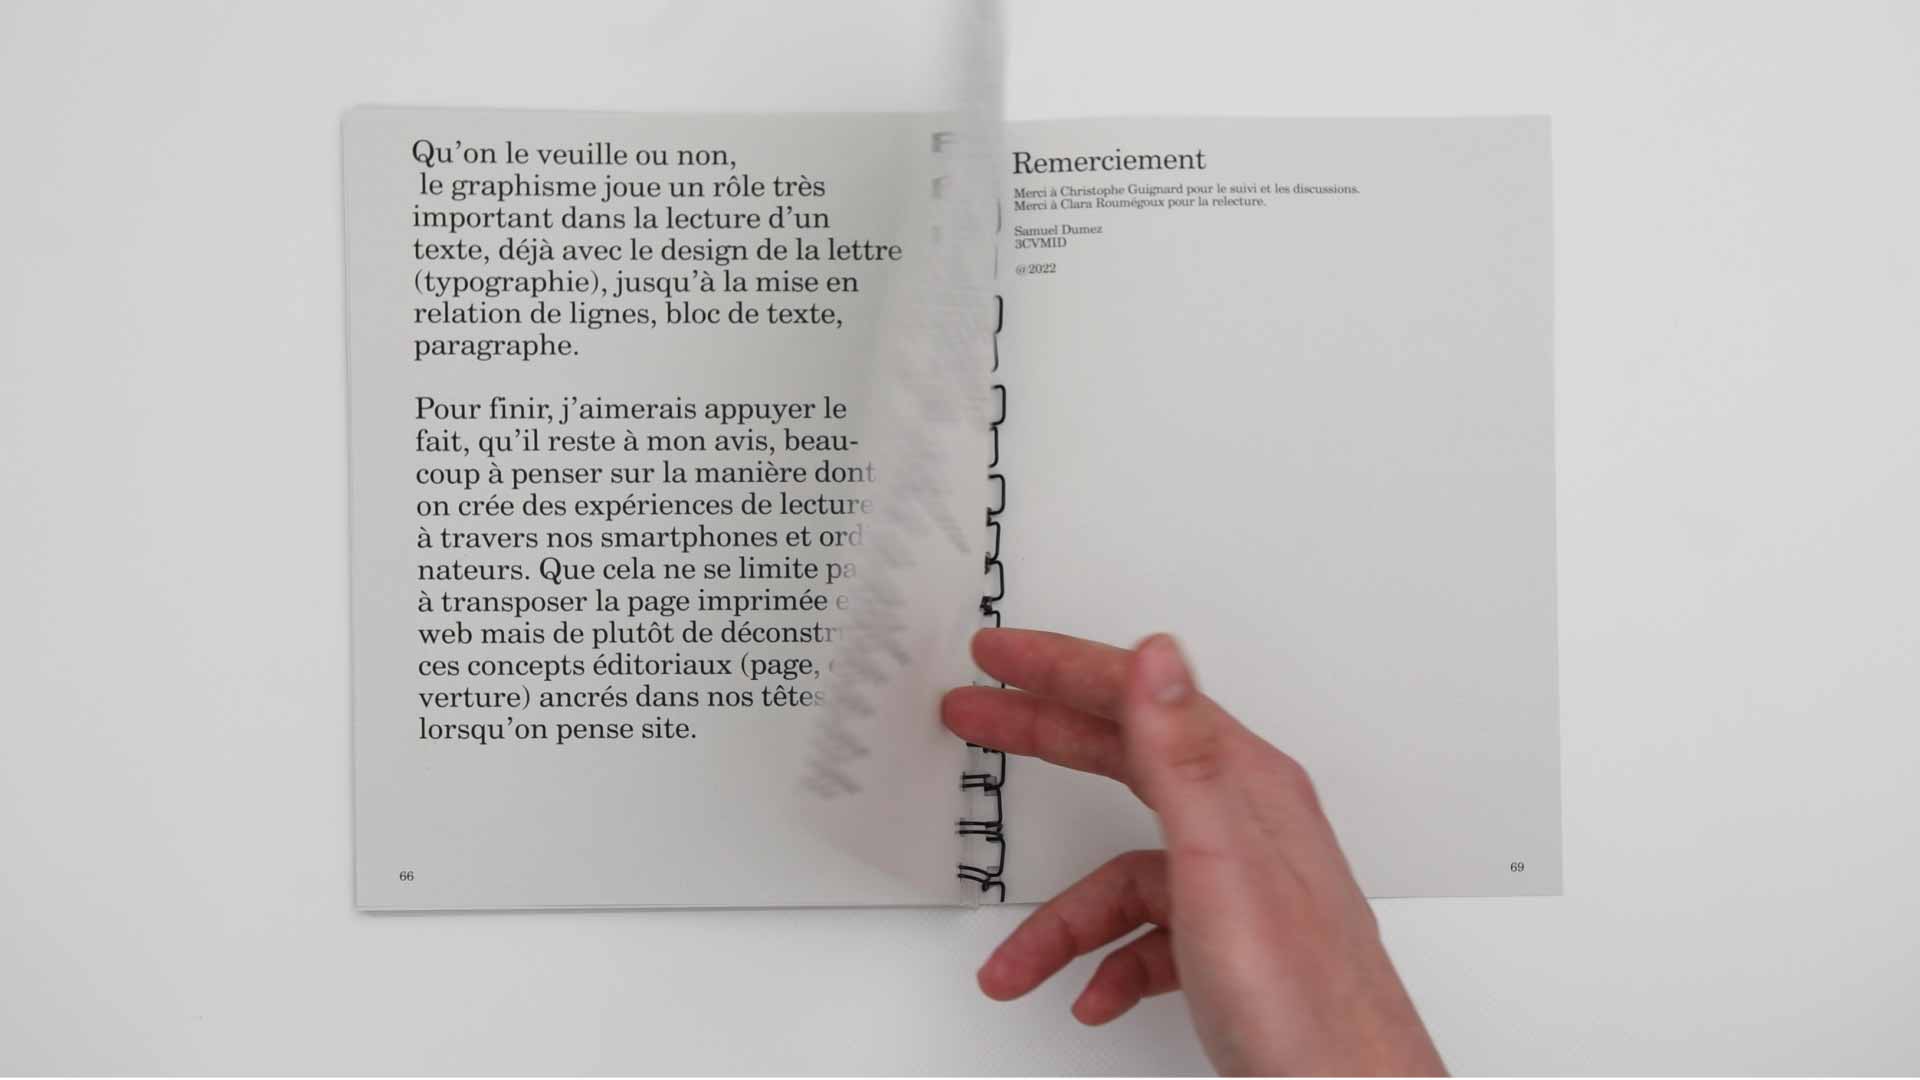 Qu’on le veuille ou non,
le graphisme joue un rôle très
important dans la lecture d’un
texte, déjà avec le design de la lettre
(typographie), jusqu’à la mise en
relation de lignes, bloc de texte,
paragraphe.
Pour finir, j’aimerais appuyer le
fait, qu’il reste à mon avis, beau-
coup à penser sur la manière dont
on crée des expériences de lecture
à travers nos smartphones et ord
nateurs. Que cela ne se limite pa
à transposer la page imprimée e
web mais de plutôt de déconstr
ces concepts éditoriaux (page,
verture) ancrés dans nos têtes
lorsqu’on pense site.
66
Remerciement
Merci à Christophe Guignard pour le suivi et les discussions.
Merci à Clara Roumégoux pour la relecture.
Samuel Dumez
3CVMID
@2022
69